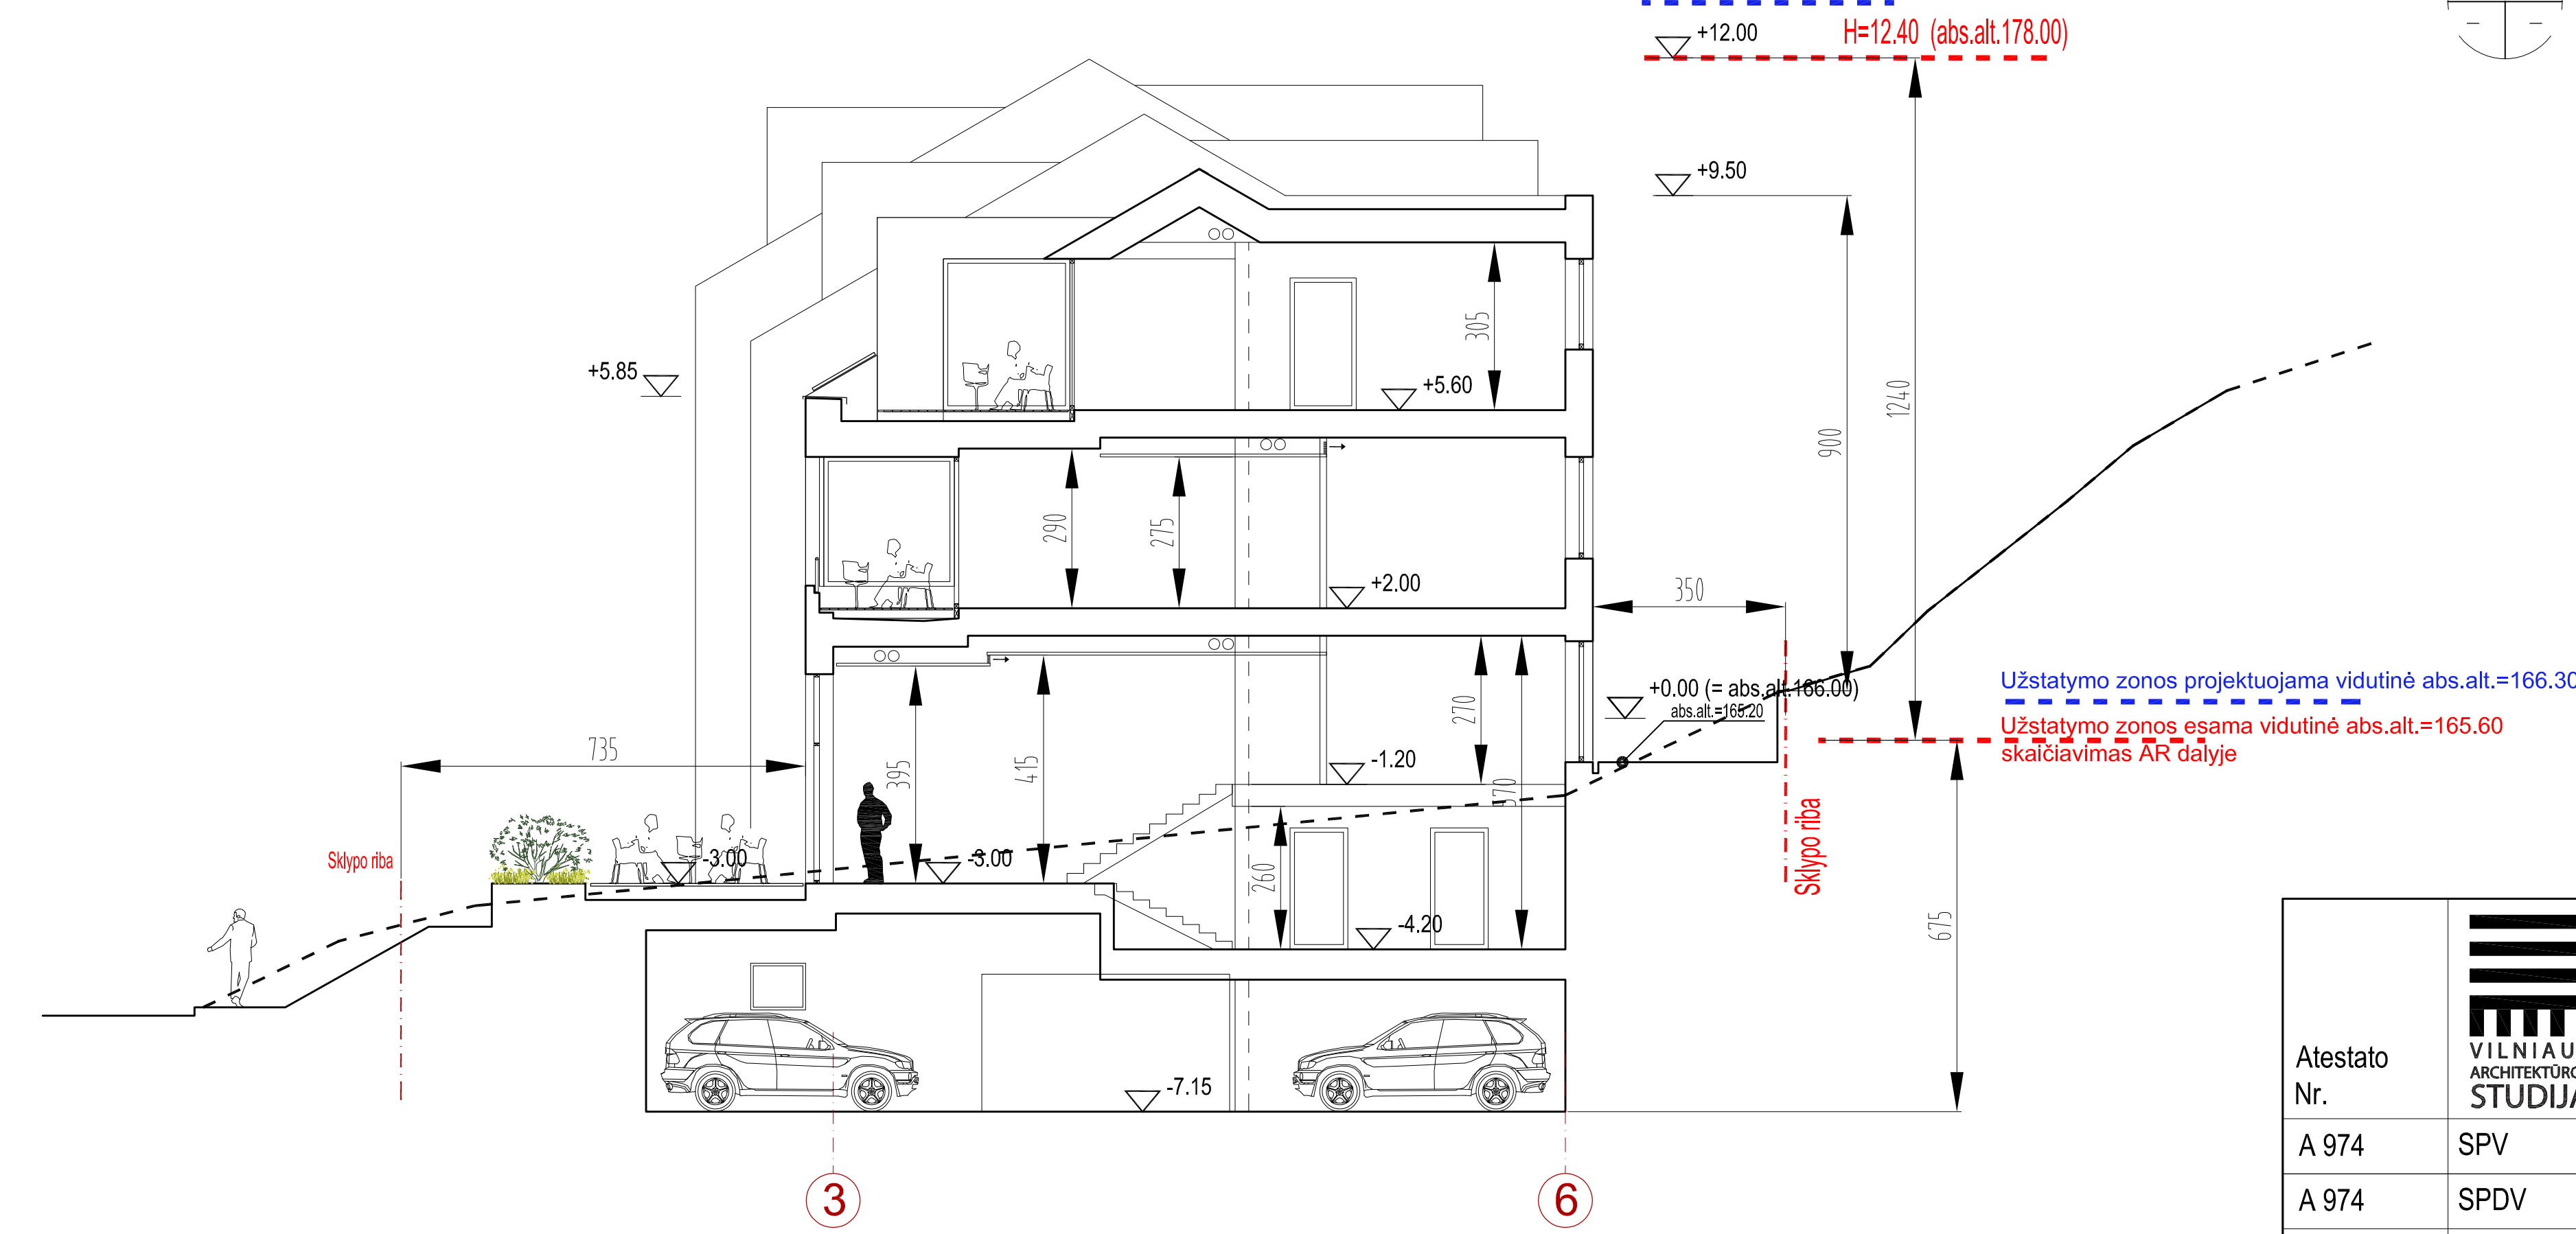 +12.00
H=12.40 (abs.alt.178.00)
+9.50
+5.85
305
+5.60
1240
900
290
275
+2.00
350
Užstatymo zonos projektuojama vidutinė abs.alt.=166.30
+0.00 (= abs.alt.166.00)
abs.alt.=165.20
270
Užstatymo zonos esama vidutinė abs.alt.=165.60
skaičiavimas AR dalyje
735
395
415
-1.20
570
Sklypo riba
Sklypo riba
-3.00
-3.00
260
-4.20
675
-7.15
3
6
Atestato
Nr.
ARCHITEKTŪRO
A 974
SPV
A 974
SPDV